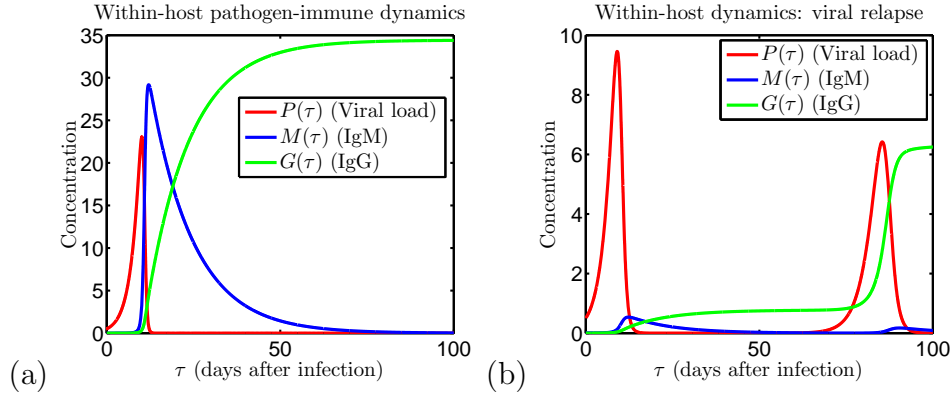 Within-host pathogen-immune dynamics
35
30
25
20
15
10
5
0
Concentration
P(τ) (Viral load)
M(τ) (IgM)
G(τ) (IgG)
0 50 100
τ (days after infection)
(a)
Within-host dynamics: viral relapse
10
8
6
4
2
0
Concentration
P(τ) (Viral load)
M(τ) (IgM)
G(τ) (IgG)
0 50 100
τ (days after infection)
(b)